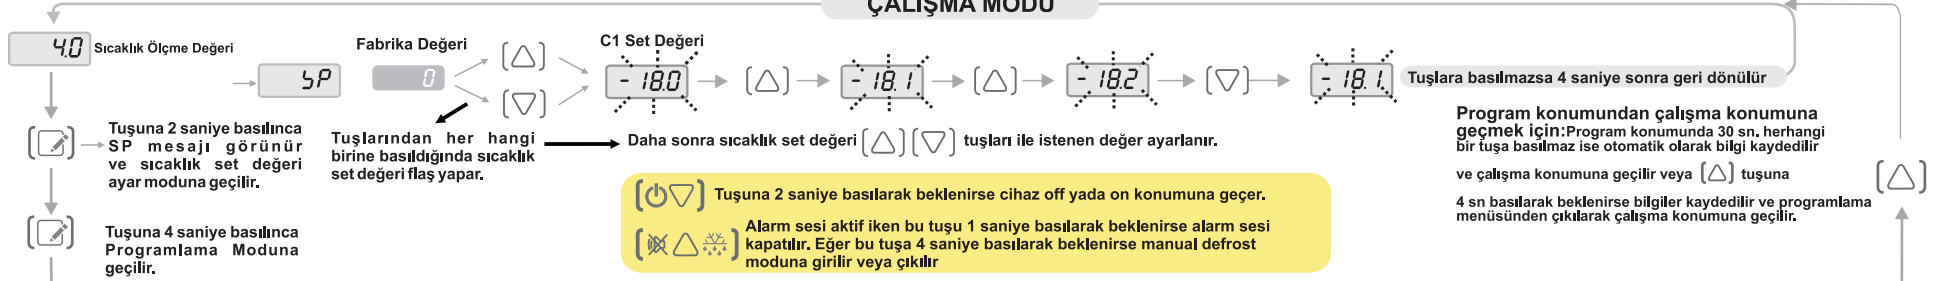 ÇALIŞMA MODU
4.0 Sıcaklık Ölçme Değeri
SP
Fabrika Değeri
0
C1 Set Değeri
- 18.0
- 18.1
- 18.2
- 18.1
Tuşlara basılmazsa 4 saniye sonra geri dönülür
Tuşuna 2 saniye basılınca
SP mesajı görünür
ve sıcaklık set değeri
ayar moduna geçilir.
Tuşlarından her hangi
birine basıldığında sıcaklık
set değeri flaş yapar.
Daha sonra sıcaklık set değeri tuşları ile istenen değer ayarlanır.
Program konumundan çalışma konumuna
geçmek için:Program konumunda 30 sn. herhangi
bir tuşa basılmaz ise otomatik olarak bilgi kaydedilir
ve çalışma konumuna geçilir veya tuşuna
4 sn basılarak beklenirse bilgiler kaydedilir ve programlama
menüsünden çıkılarak çalışma konumuna geçilir.
Tuşuna 2 saniye basılarak beklenirse cihaz off yada on konumuna geçer.
Alarm sesi aktif iken bu tuşu 1 saniye basılarak beklenirse alarm sesi
kapatılır. Eğer bu tuşa 4 saniye basılarak beklenirse manual defrost
moduna girilir veya çıkılır
Tuşuna 4 saniye basılınca
Programlama Moduna
geçilir.